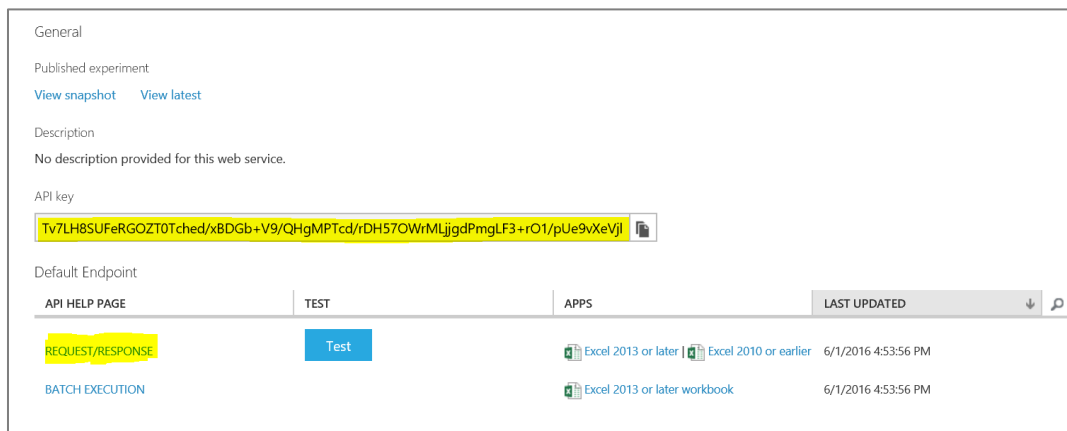 General
Published experiment
View snapshot View latest
Description
No description provided for this web service.
API key
Tv7LH8SUFeRGOZT0Tched/xBDGb+V9/QHgMPTcd/rDH57OWrMLjjgdPmgLF3+rO1/pUe9vXeVjl
Default Endpoint
API HELP PAGE TEST APPS LAST UPDATED
REQUEST/RESPONSE Test Excel 2013 or later | Excel 2010 or earlier 6/1/2016 4:53:56 PM
BATCH EXECUTION Excel 2013 or later workbook 6/1/2016 4:53:56 PM